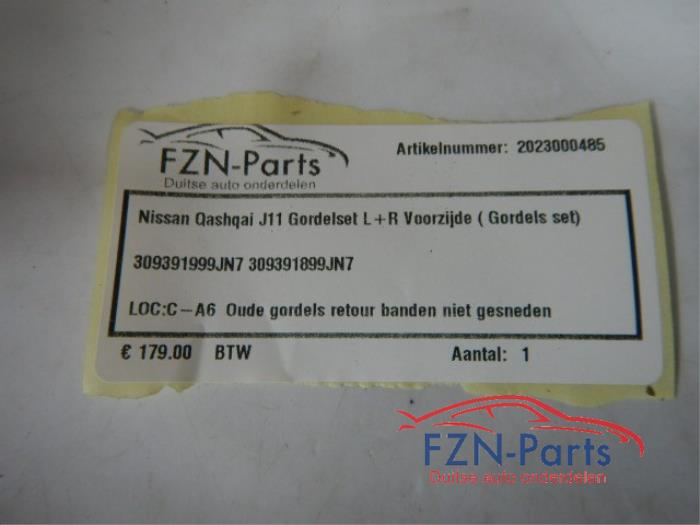 FZN-Parts
Duitse auto onderdelen
Artikelnummer: 2023000485
Nissan Qashqai J11 Gordelset L+R Voorzijde ( Gordels set)
309391999JN7 309391899JN7
LOC:C-A6 Oude gordels retour banden niet gesneden
€ 179.00 BTW Aantal: 1
FZN-Parts
Duitse auto onderdelen